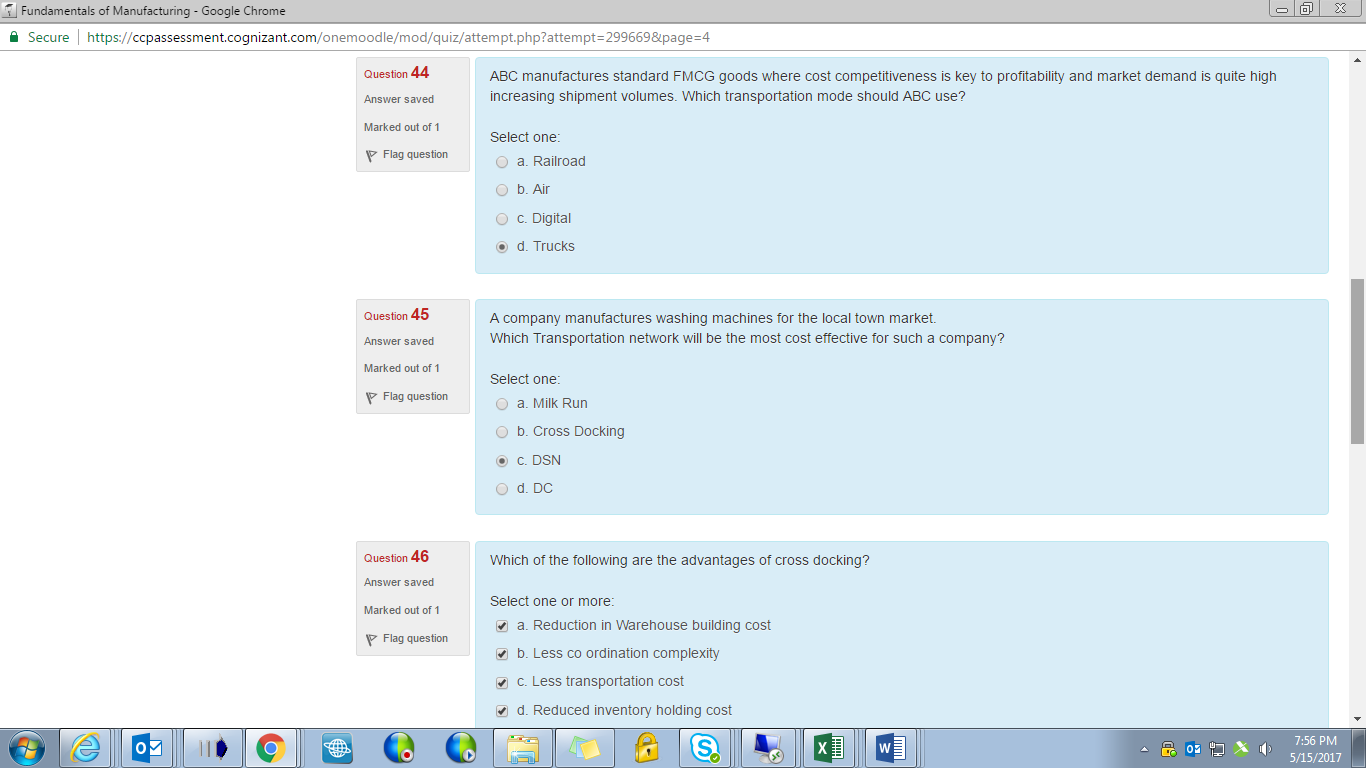 Fundamentals of Manufacturing - Google Chrome
Secure https://ccpassessment.cognizant.com/onemoodle/mod/quiz/attempt.php?attempt=299669&page=4
Question 44
Answer saved
Marked out of 1
Flag question
ABC manufactures standard FMCG goods where cost competitiveness is key to profitability and market demand is quite high
increasing shipment volumes. Which transportation mode should ABC use?
Select one:
a. Railroad
b. Air
c. Digital
d. Trucks
Question 45
Answer saved
Marked out of 1
Flag question
A company manufactures washing machines for the local town market.
Which Transportation network will be the most cost effective for such a company?
Select one:
a. Milk Run
b. Cross Docking
c. DSN
d. DC
Question 46
Answer saved
Marked out of 1
Flag question
Which of the following are the advantages of cross docking?
Select one or more:
a. Reduction in Warehouse building cost
b. Less co ordination complexity
c. Less transportation cost
d. Reduced inventory holding cost
7:56 PM
5/15/2017